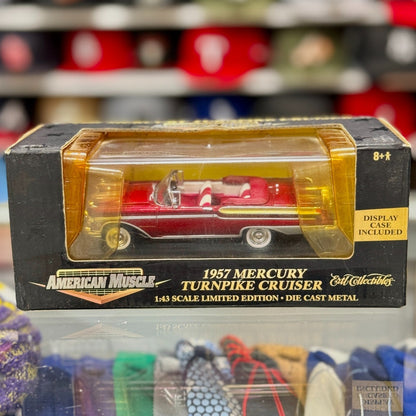 8+
DISPLAY
CASE
INCLUDED
AMERICAN MUSCLE
1957 MERCURY
TURNPIKE CRUISER
Ertl Collectibles
1:43 SCALE LIMITED EDITION • DIE CAST METAL